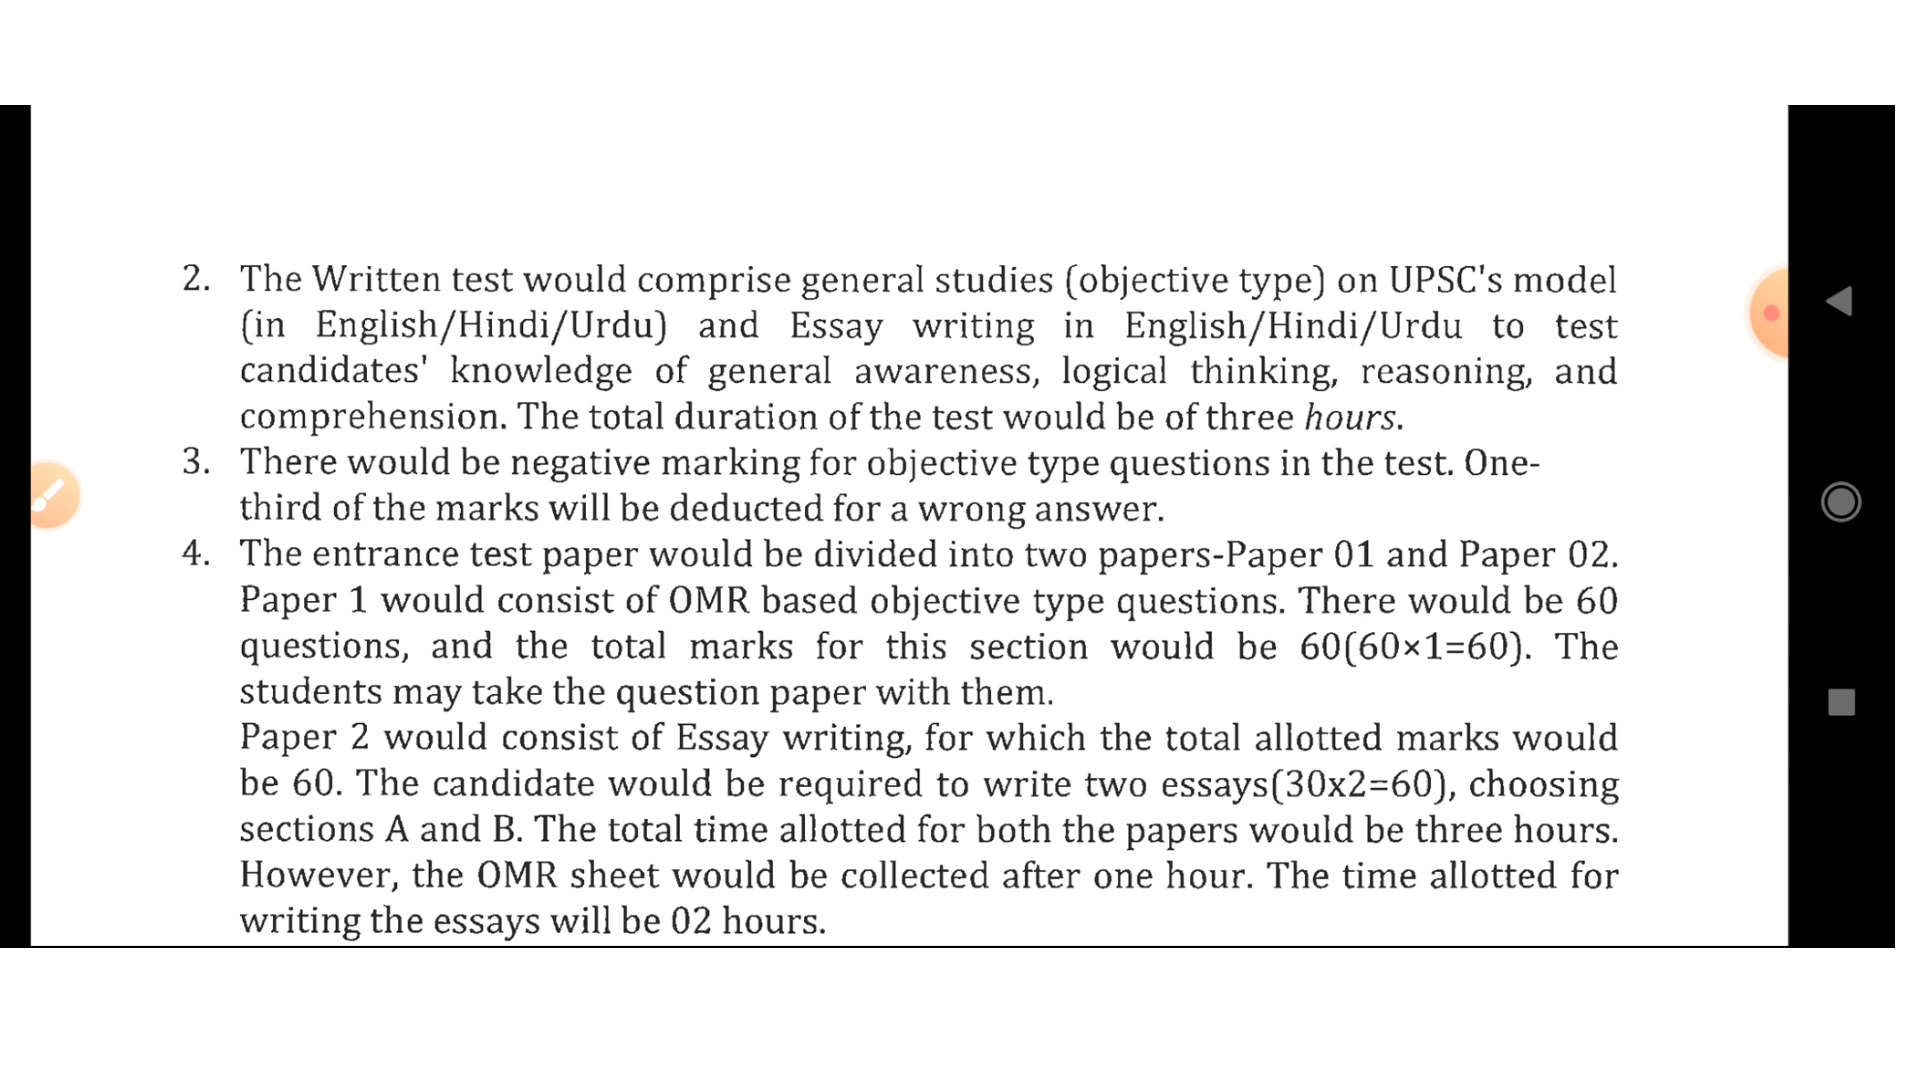 2. The Written test would comprise general studies (objective type) on UPSC's model
(in English/Hindi/Urdu) and Essay writing in English/Hindi/Urdu to test
candidates' knowledge of general awareness, logical thinking, reasoning, and
comprehension. The total duration of the test would be of three hours.
3. There would be negative marking for objective type questions in the test. One-
third of the marks will be deducted for a wrong answer.
4. The entrance test paper would be divided into two papers-Paper 01 and Paper 02.
Paper 1 would consist of OMR based objective type questions. There would be 60
questions, and the total marks for this section would be 60(60×1=60). The
students may take the question paper with them.
Paper 2 would consist of Essay writing, for which the total allotted marks would
be 60. The candidate would be required to write two essays(30x2=60), choosing
sections A and B. The total time allotted for both the papers would be three hours.
However, the OMR sheet would be collected after one hour. The time allotted for
writing the essays will be 02 hours.